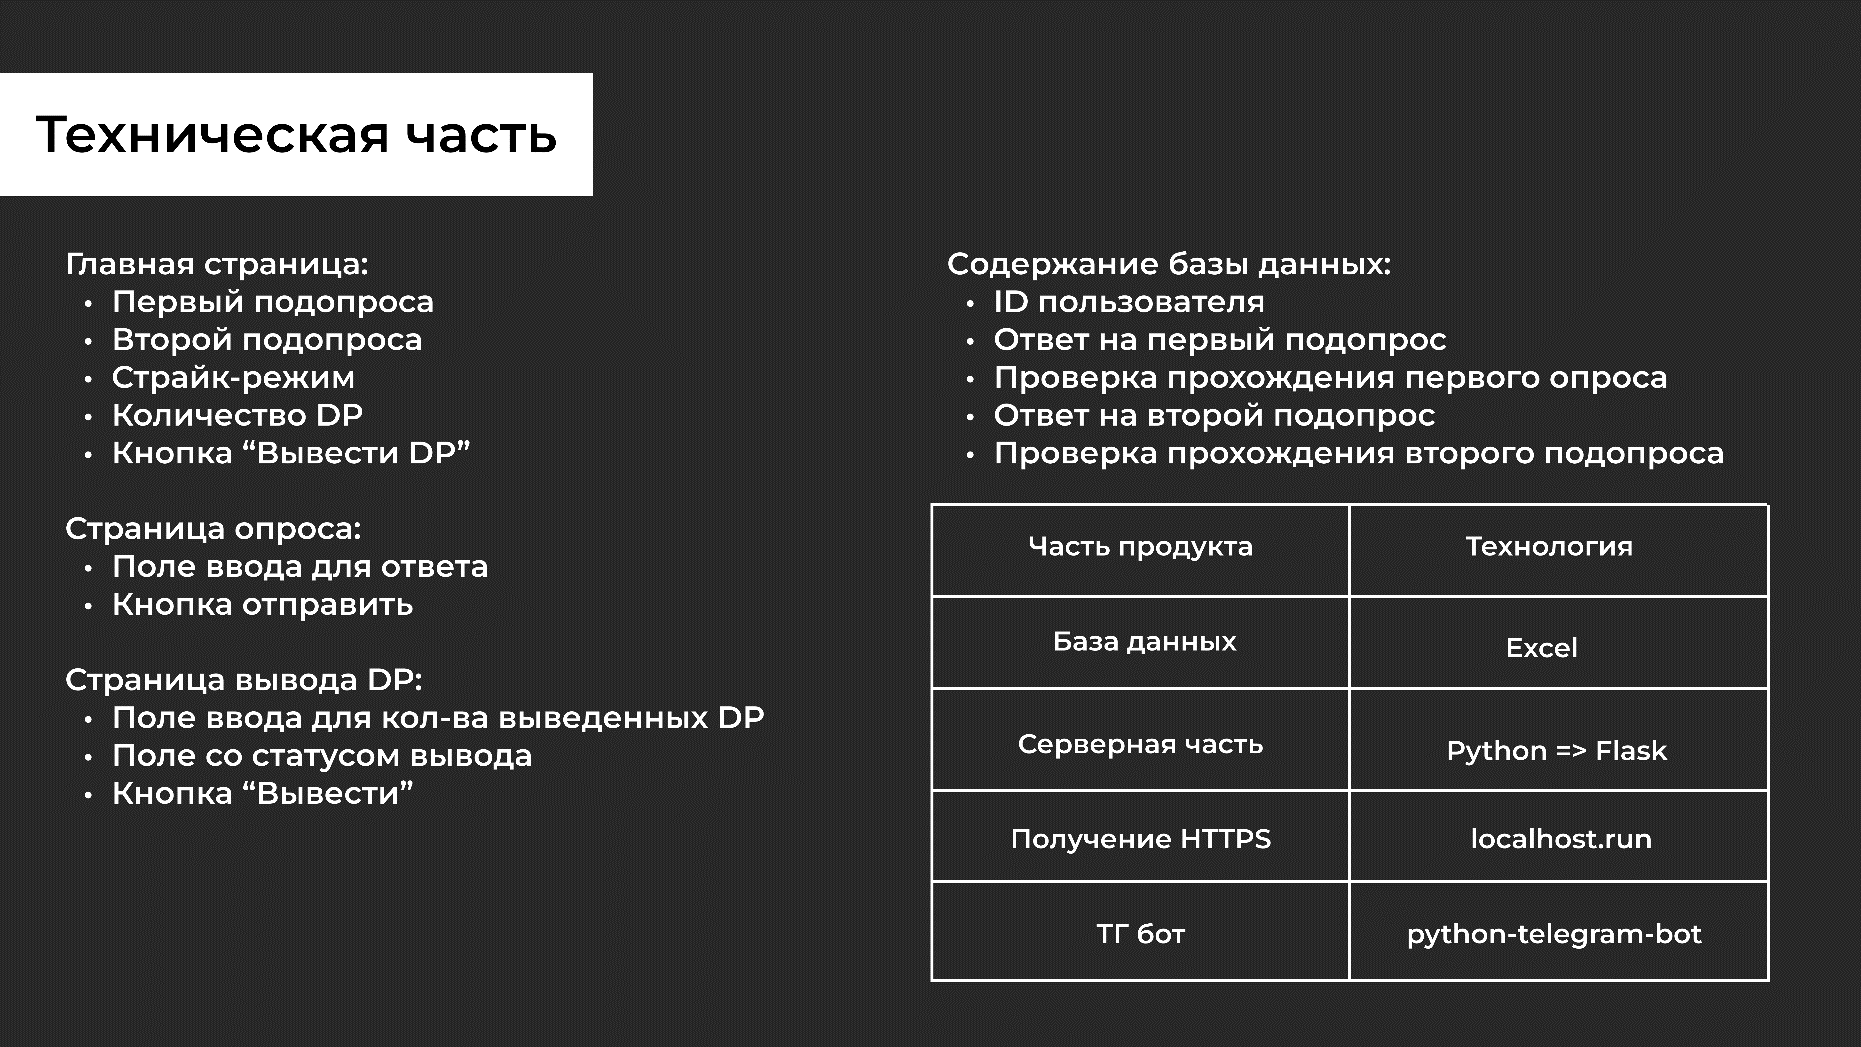 Техническая часть
Главная страница:
• Первый подопроса
• Второй подопроса
• Страйк-режим
• Количество DP
• Кнопка “Вывести DP”
Страница опроса:
• Поле ввода для ответа
• Кнопка отправить
Страница вывода DP:
• Поле ввода для кол-ва выведенных DP
• Поле со статусом вывода
• Кнопка “Вывести”
Содержание базы данных:
• ID пользователя
• Ответ на первый подопрос
• Проверка прохождения первого опроса
• Ответ на второй подопрос
• Проверка прохождения второго подопроса
Часть продукта Технология
База данных Excel
Серверная часть Python => Flask
Получение HTTPS localhost.run
ТГ бот python-telegram-bot